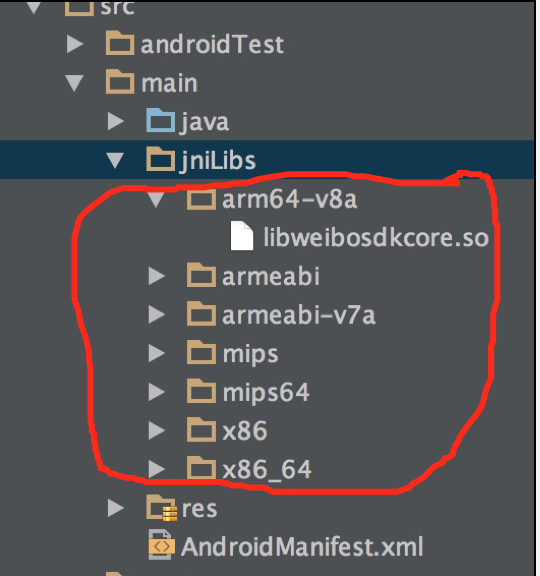 src
androidTest
main
java
jniLibs
arm64-v8a
libweibosdkcore.so
armeabi
armeabi-v7a
mips
mips64
x86
x86_64
res
AndroidManifest.xml